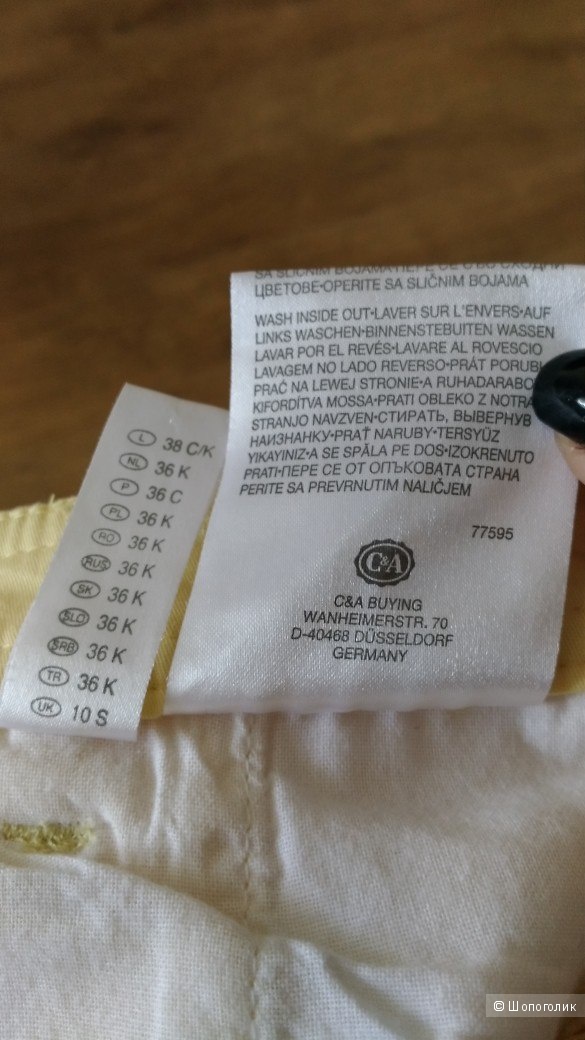 L 38 C/K
NL 36 K
P 36 C
PL 36 K
RO 36 K
RUS 36 K
SK 36 K
SLO 36 K
SRB 36 K
TR 36 K
UK 10 S
SA SLIČNIM BOJAMA
ЦВЕТОВЕ•OPERITE SA SLIČNIM BOJAMA
WASH INSIDE OUT•LAVER SUR L'ENVERS•AUF
LINKS WASCHEN•BINNENSTEBUITEN WASSEN
LAVAR POR EL REVÉS•LAVARE AL ROVESCIO
LAVAGEM NO LADO REVERSO•PRÁT PORUBI
PRAĆ NA LEWEJ STRONIE•A RUHADARABO
KIFORDÍTVA MOSSA•PRATI OBLEKO Z NOTRA
STRANJO NAVZVEN•СТИРАТЬ, ВЫВЕРНУВ
НАИЗНАНКУ•PRAŤ NARUBY•TERSYÜZ
YIKAYINIZ•A SE SPĂLA PE DOS•IZOKRENUTO
PRATI•ПЕРЕ СЕ ОТ ОПЪКОВАТА СТРАНА
PERITE SA PREVRNUTIM NALIČJEM
77595
C&A
C&A BUYING
WANHEIMERSTR. 70
D-40468 DÜSSELDORF
GERMANY
© Шопоголик